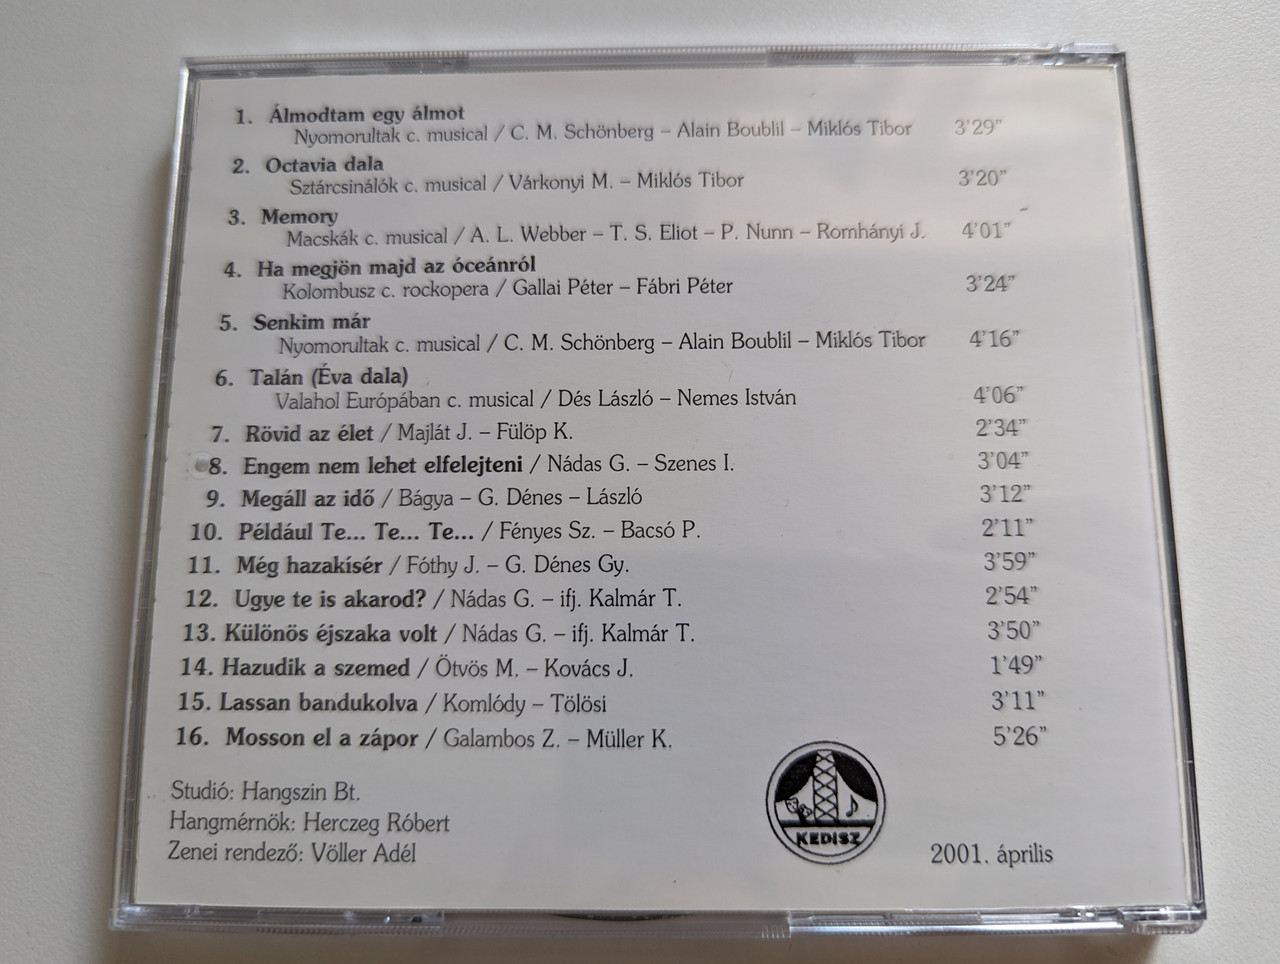 1. Álmodtam egy álmot
Nyomorultak c. musical / C. M. Schönberg – Alain Boublil – Miklós Tibor 3'29"
2. Octavia dala
Sztárcsinálók c. musical / Várkonyi M. – Miklós Tibor 3'20"
3. Memory
Macskák c. musical / A. L. Webber – T. S. Eliot – P. Nunn – Romhányi J. 4'01"
4. Ha megjön majd az óceánról
Kolombusz c. rockopera / Gallai Péter – Fábri Péter 3'24"
5. Senkim már
Nyomorultak c. musical / C. M. Schönberg – Alain Boublil – Miklós Tibor 4'16"
6. Talán (Éva dala)
Valahol Európában c. musical / Dés László – Nemes István 4'06"
7. Rövid az élet / Majlát J. – Fülöp K. 2'34"
8. Engem nem lehet elfelejteni / Nádas G. – Szenes I. 3'04"
9. Megáll az idő / Bágya – G. Dénes – László 3'12"
10. Például Te... Te... Te... / Fényes Sz. – Bacsó P. 2'11"
11. Még hazakísér / Fóthy J. – G. Dénes Gy. 3'59"
12. Ugye te is akarod? / Nádas G. – ifj. Kalmár T. 2'54"
13. Különös éjszaka volt / Nádas G. – ifj. Kalmár T. 3'50"
14. Hazudik a szemed / Ötvös M. – Kovács J. 1'49"
15. Lassan bandukolva / Komlódy – Tölösi 3'11"
16. Mosson el a zápor / Galambos Z. – Müller K. 5'26"
Studió: Hangszin Bt.
Hangmérnök: Herczeg Róbert
Zenei rendező: Völler Adél
KEDISZ
2001. április